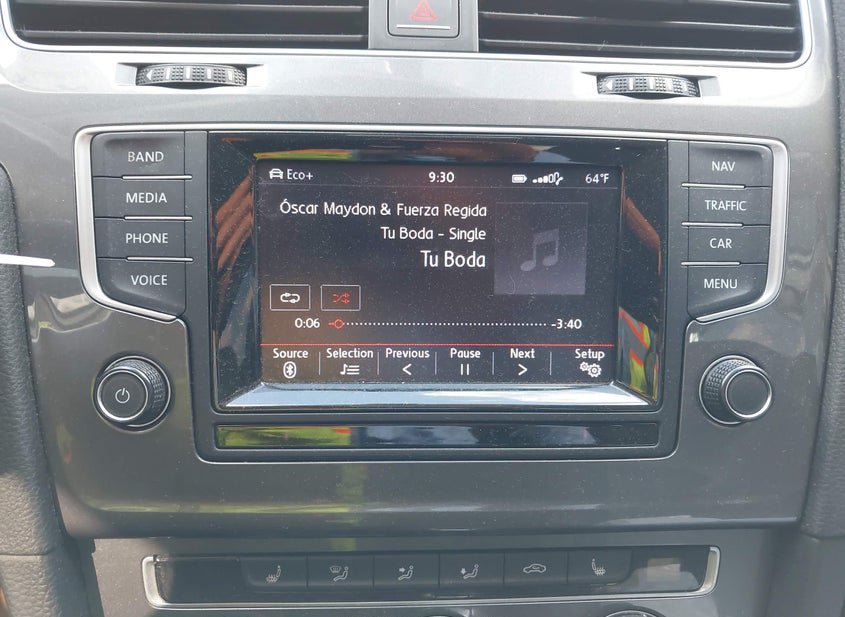 BAND
MEDIA
PHONE
VOICE
Eco+ 9:30 64°F
Óscar Maydon & Fuerza Regida
Tu Boda - Single
Tu Boda
0:06 -3:40
Source Selection Previous Pause Next Setup
NAV
TRAFFIC
CAR
MENU